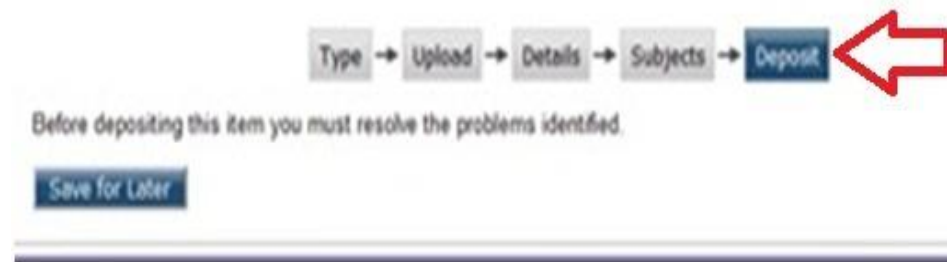 Type → Upload → Details → Subjects → Deposit
Before depositing this item you must resolve the problems identified.
Save for Later